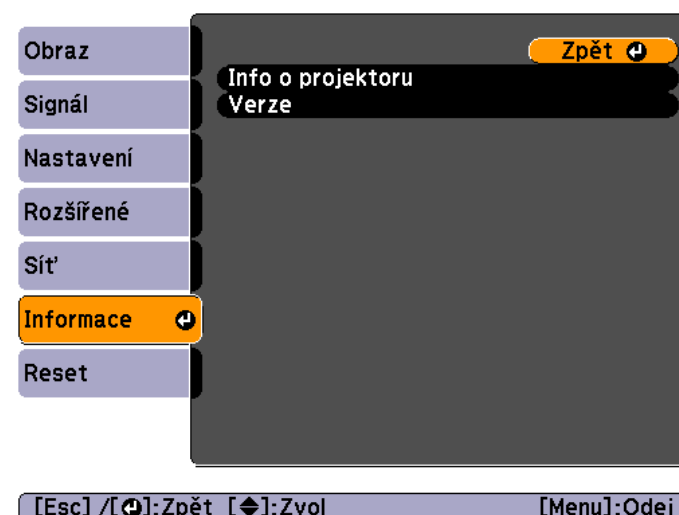 Obraz
Signál
Nastavení
Rozšířené
Síť
Informace
Reset
Zpět
Info o projektoru
Verze
[Esc] /[ ]:Zpět [ ]:Zvol [Menu]:Odej